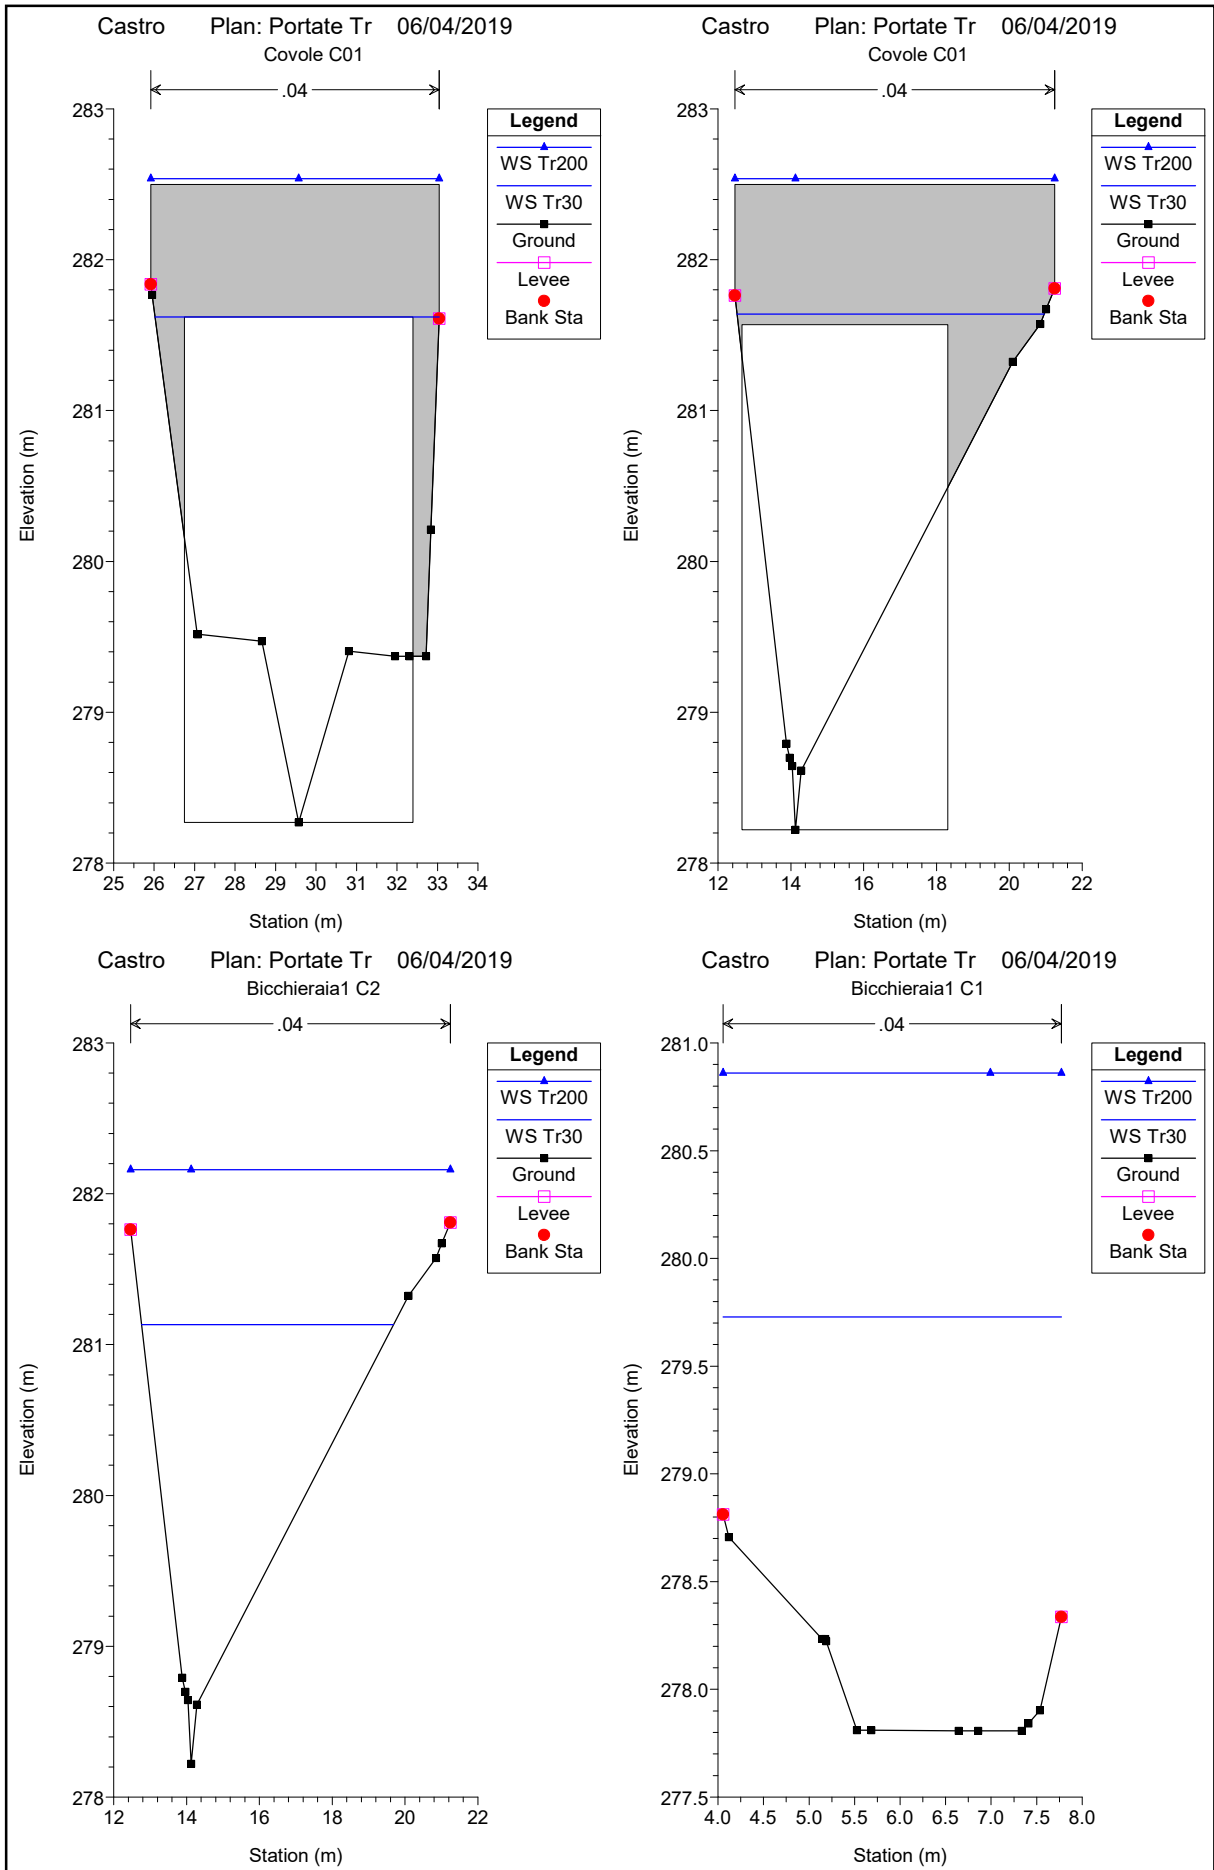 Castro Plan: Portate Tr 06/04/2019
Covole C01
.04
Legend
WS Tr200
WS Tr30
Ground
Levee
Bank Sta
283
282
281
280
279
278
Elevation (m)
25 26 27 28 29 30 31 32 33 34
Station (m)
Castro Plan: Portate Tr 06/04/2019
Covole C01
.04
Legend
WS Tr200
WS Tr30
Ground
Levee
Bank Sta
283
282
281
280
279
278
Elevation (m)
12 14 16 18 20 22
Station (m)
Castro Plan: Portate Tr 06/04/2019
Bicchieraia1 C2
.04
Legend
WS Tr200
WS Tr30
Ground
Levee
Bank Sta
283
282
281
280
279
278
Elevation (m)
12 14 16 18 20 22
Station (m)
Castro Plan: Portate Tr 06/04/2019
Bicchieraia1 C1
.04
Legend
WS Tr200
WS Tr30
Ground
Levee
Bank Sta
281.0
280.5
280.0
279.5
279.0
278.5
278.0
277.5
Elevation (m)
4.0 4.5 5.0 5.5 6.0 6.5 7.0 7.5 8.0
Station (m)